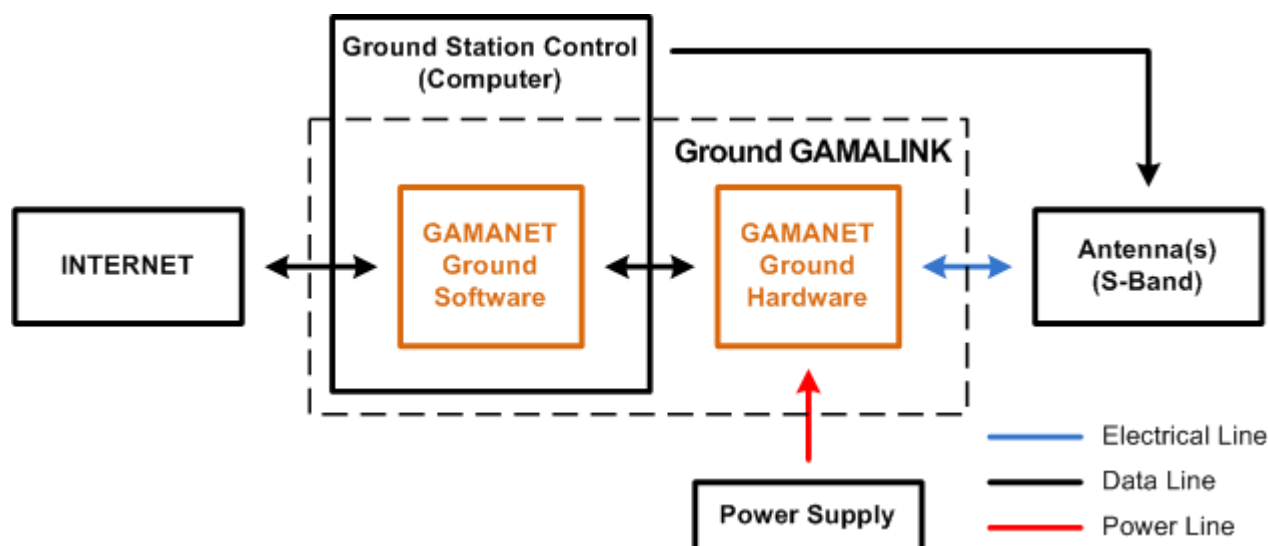 Ground Station Control
(Computer)
Ground GAMALINK
INTERNET
GAMANET
Ground
Software
GAMANET
Ground
Hardware
Antenna(s)
(S-Band)
Power Supply
Electrical Line
Data Line
Power Line